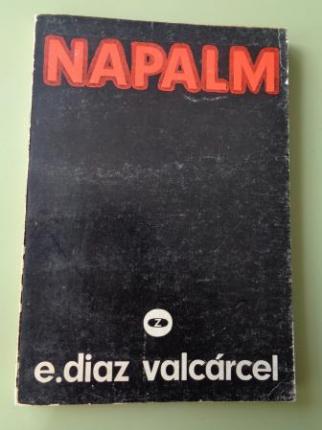 NAPALM
Z
e.diaz valcárcel